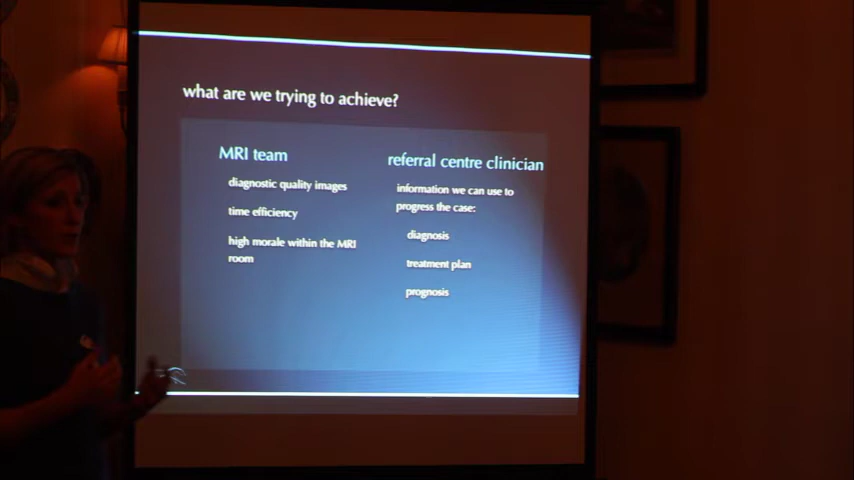 what are we trying to achieve?
MRI team
diagnostic quality images
time efficiency
high morale within the MRI
room
referral centre clinician
information we can use to
progress the case:
diagnosis
treatment plan
prognosis